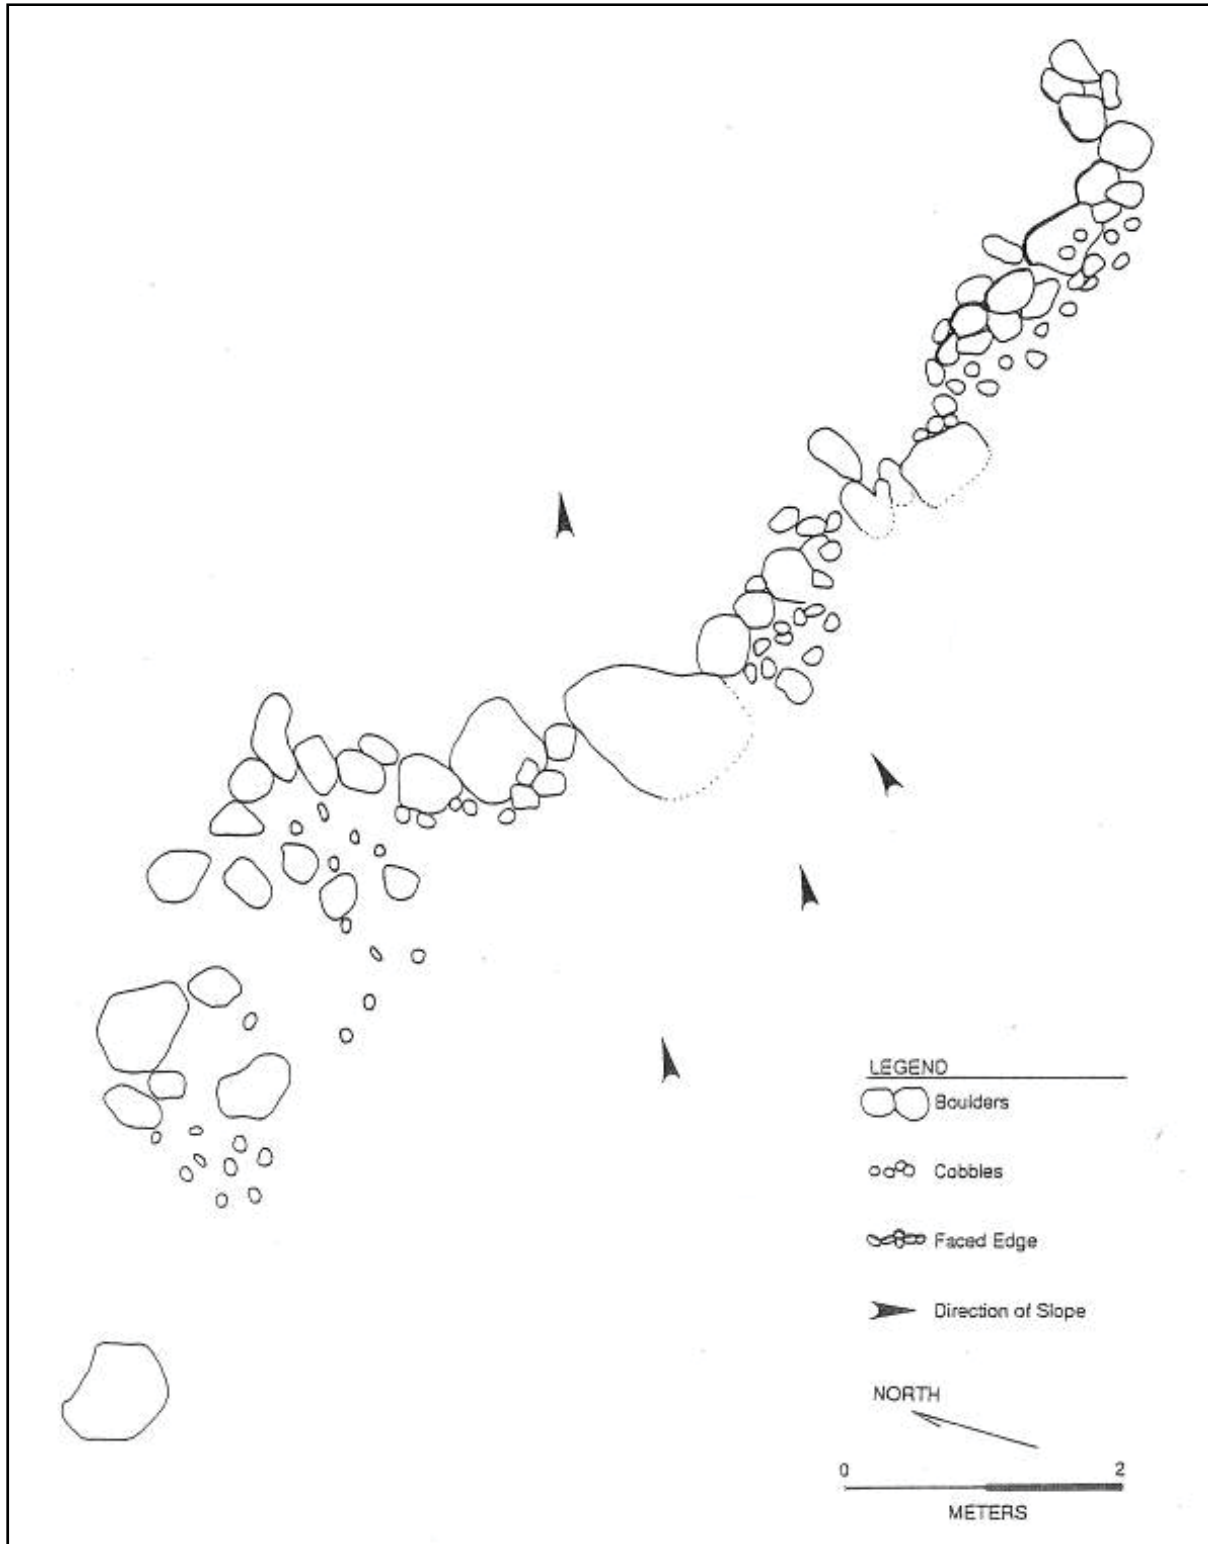 LEGEND
Boulders
Cobbles
Faced Edge
Direction of Slope
NORTH
0 2
METERS